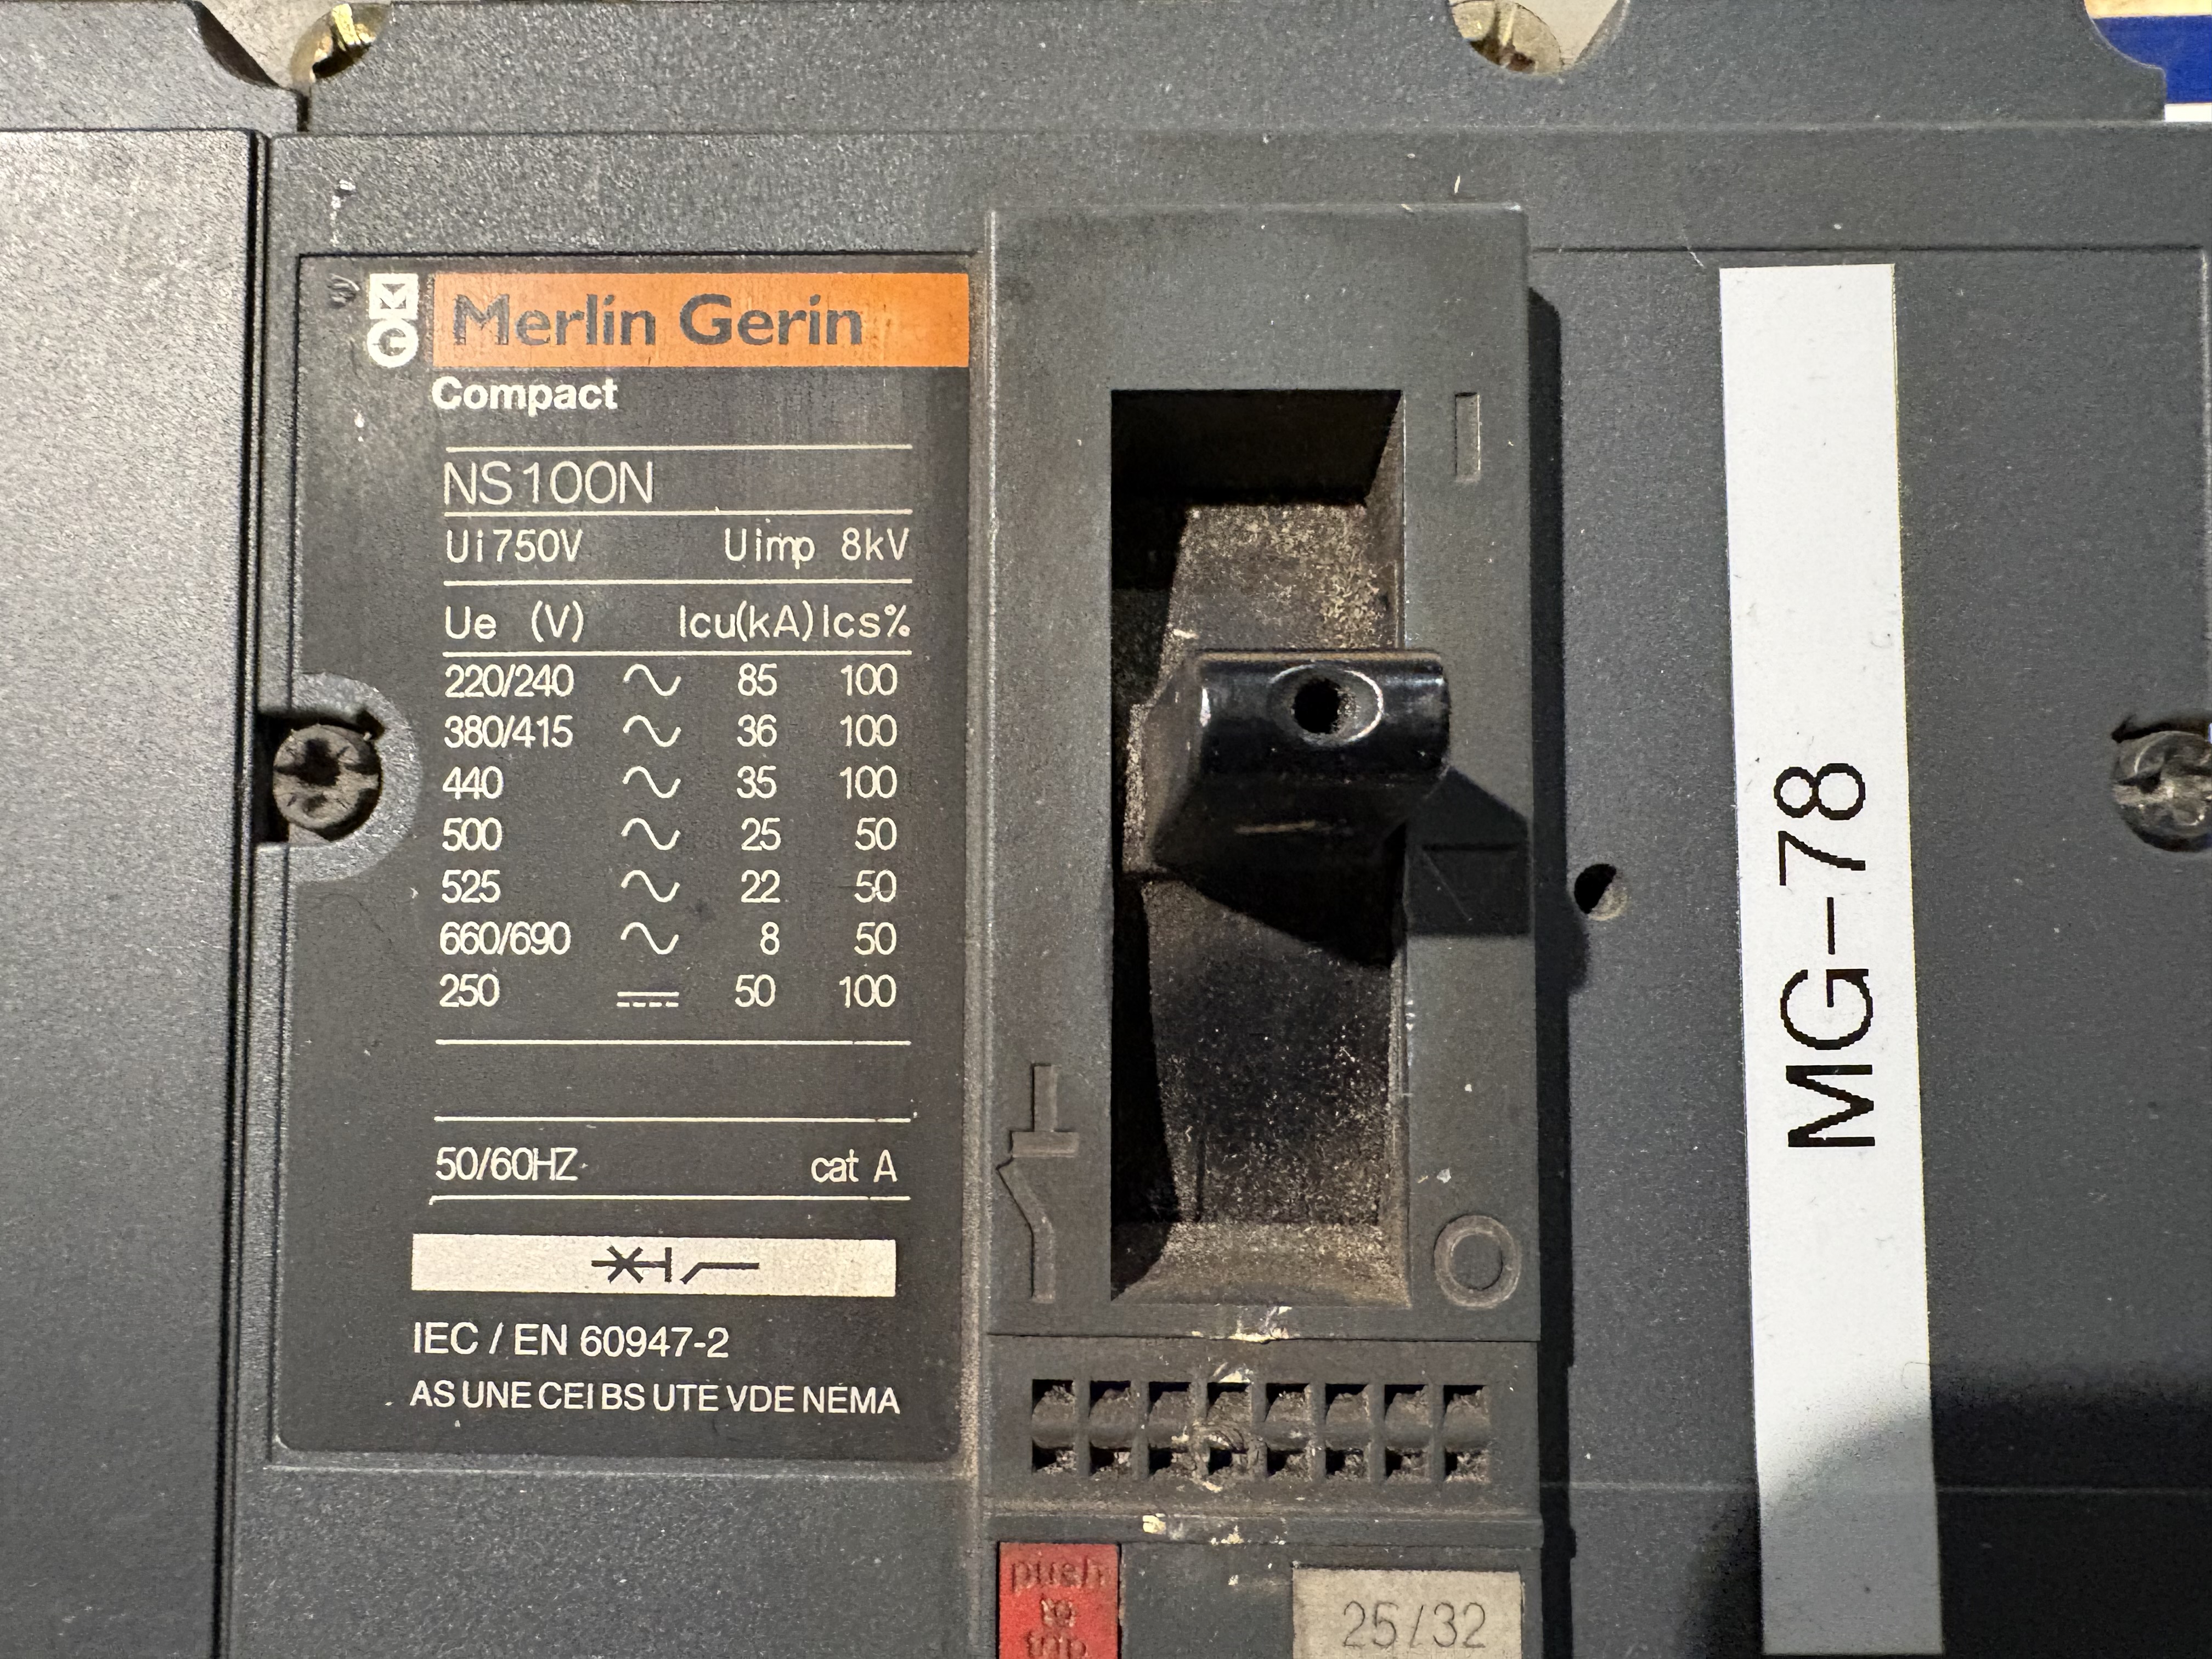 MG
Merlin Gerin
Compact
NS100N
Ui750V Uimp 8kV
Ue (V) Icu(kA) Ics%
220/240 85 100
380/415 36 100
440 35 100
500 25 50
525 22 50
660/690 8 50
250 50 100
50/60HZ cat A
IEC / EN 60947-2
AS UNE CEI BS UTE VDE NEMA
push
to
trip
25/32
MG-78